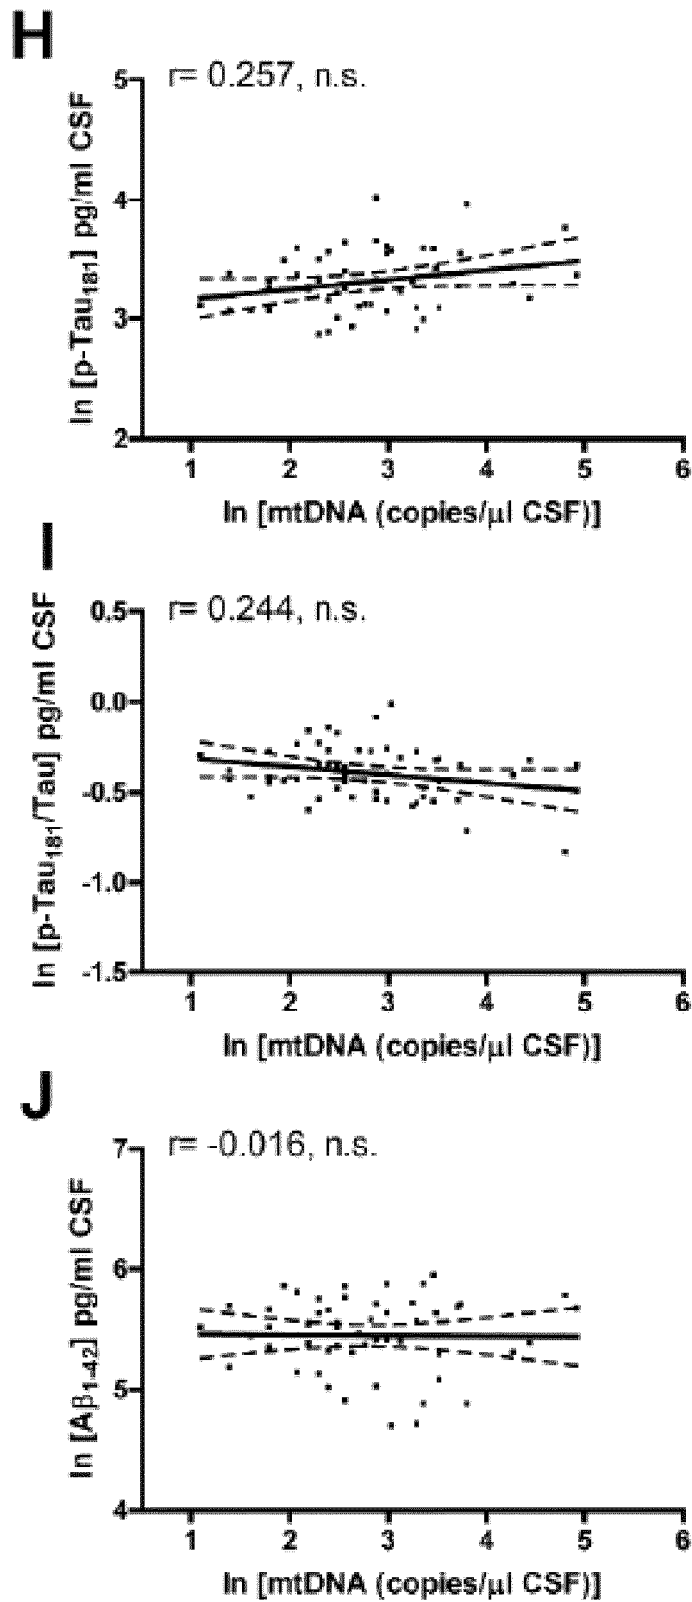 H
r= 0.257, n.s.
ln [p-Tau181] pg/ml CSF
5
4
3
2
1 2 3 4 5 6
ln [mtDNA (copies/μl CSF)]
I
r= 0.244, n.s.
ln [p-Tau181/Tau] pg/ml CSF
0.5
0.0
-0.5
-1.0
-1.5
1 2 3 4 5 6
ln [mtDNA (copies/μl CSF)]
J
r= -0.016, n.s.
ln [Aβ1-42] pg/ml CSF
7
6
5
4
1 2 3 4 5 6
ln [mtDNA (copies/μl CSF)]